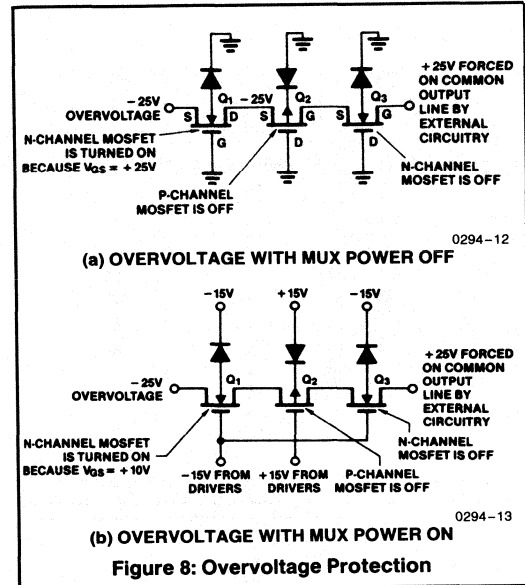 Q1
Q2
Q3
-25V
OVERVOLTAGE
S
D
G
-25V
S
G
D
S
G
D
+25V FORCED
ON COMMON
OUTPUT
LINE BY
EXTERNAL
CIRCUITRY
N-CHANNEL MOSFET
IS TURNED ON
BECAUSE VGS = +25V
P-CHANNEL
MOSFET IS OFF
N-CHANNEL
MOSFET IS OFF
0294-12
(a) OVERVOLTAGE WITH MUX POWER OFF
-15V
+15V
-15V
Q1
Q2
Q3
-25V
OVERVOLTAGE
+25V FORCED
ON COMMON
OUTPUT
LINE BY
EXTERNAL
CIRCUITRY
N-CHANNEL MOSFET
IS TURNED ON
BECAUSE VGS = +10V
-15V FROM
DRIVERS
+15V FROM
DRIVERS
P-CHANNEL
MOSFET IS OFF
N-CHANNEL
MOSFET IS OFF
0294-13
(b) OVERVOLTAGE WITH MUX POWER ON
Figure 8: Overvoltage Protection